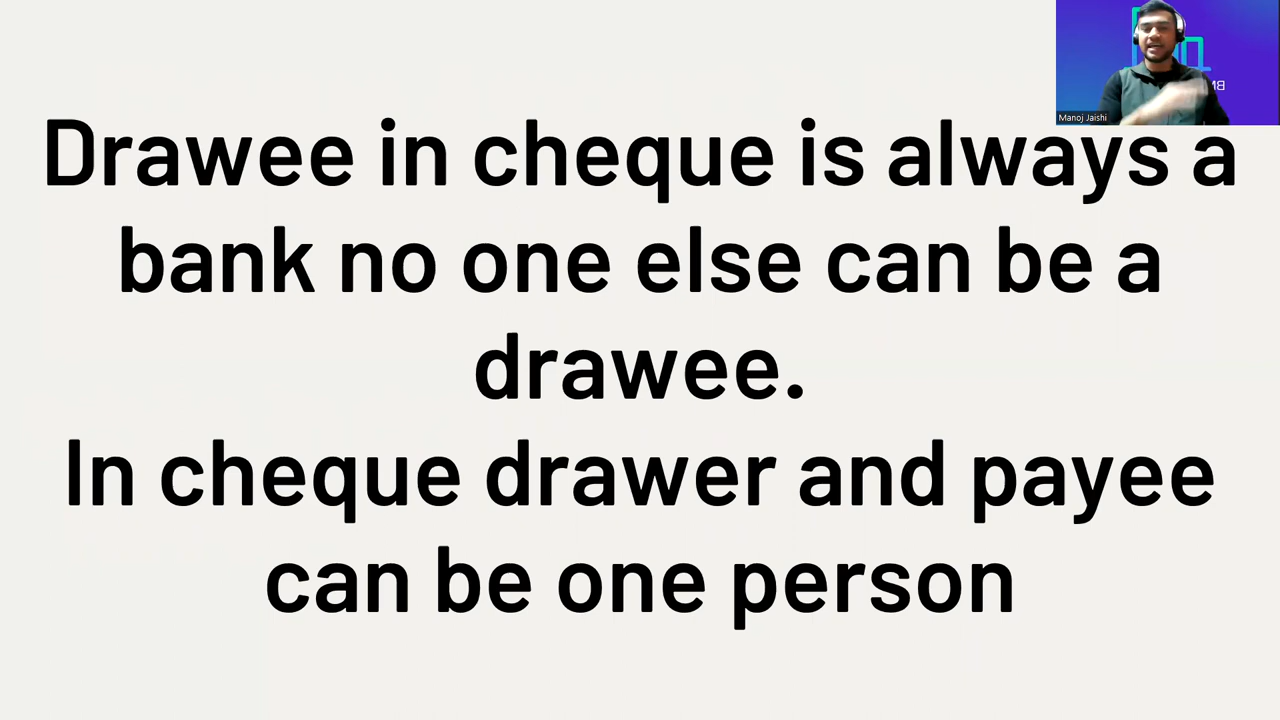 Drawee in cheque is always a
bank no one else can be a
drawee.
In cheque drawer and payee
can be one person
Manoj Jaishi